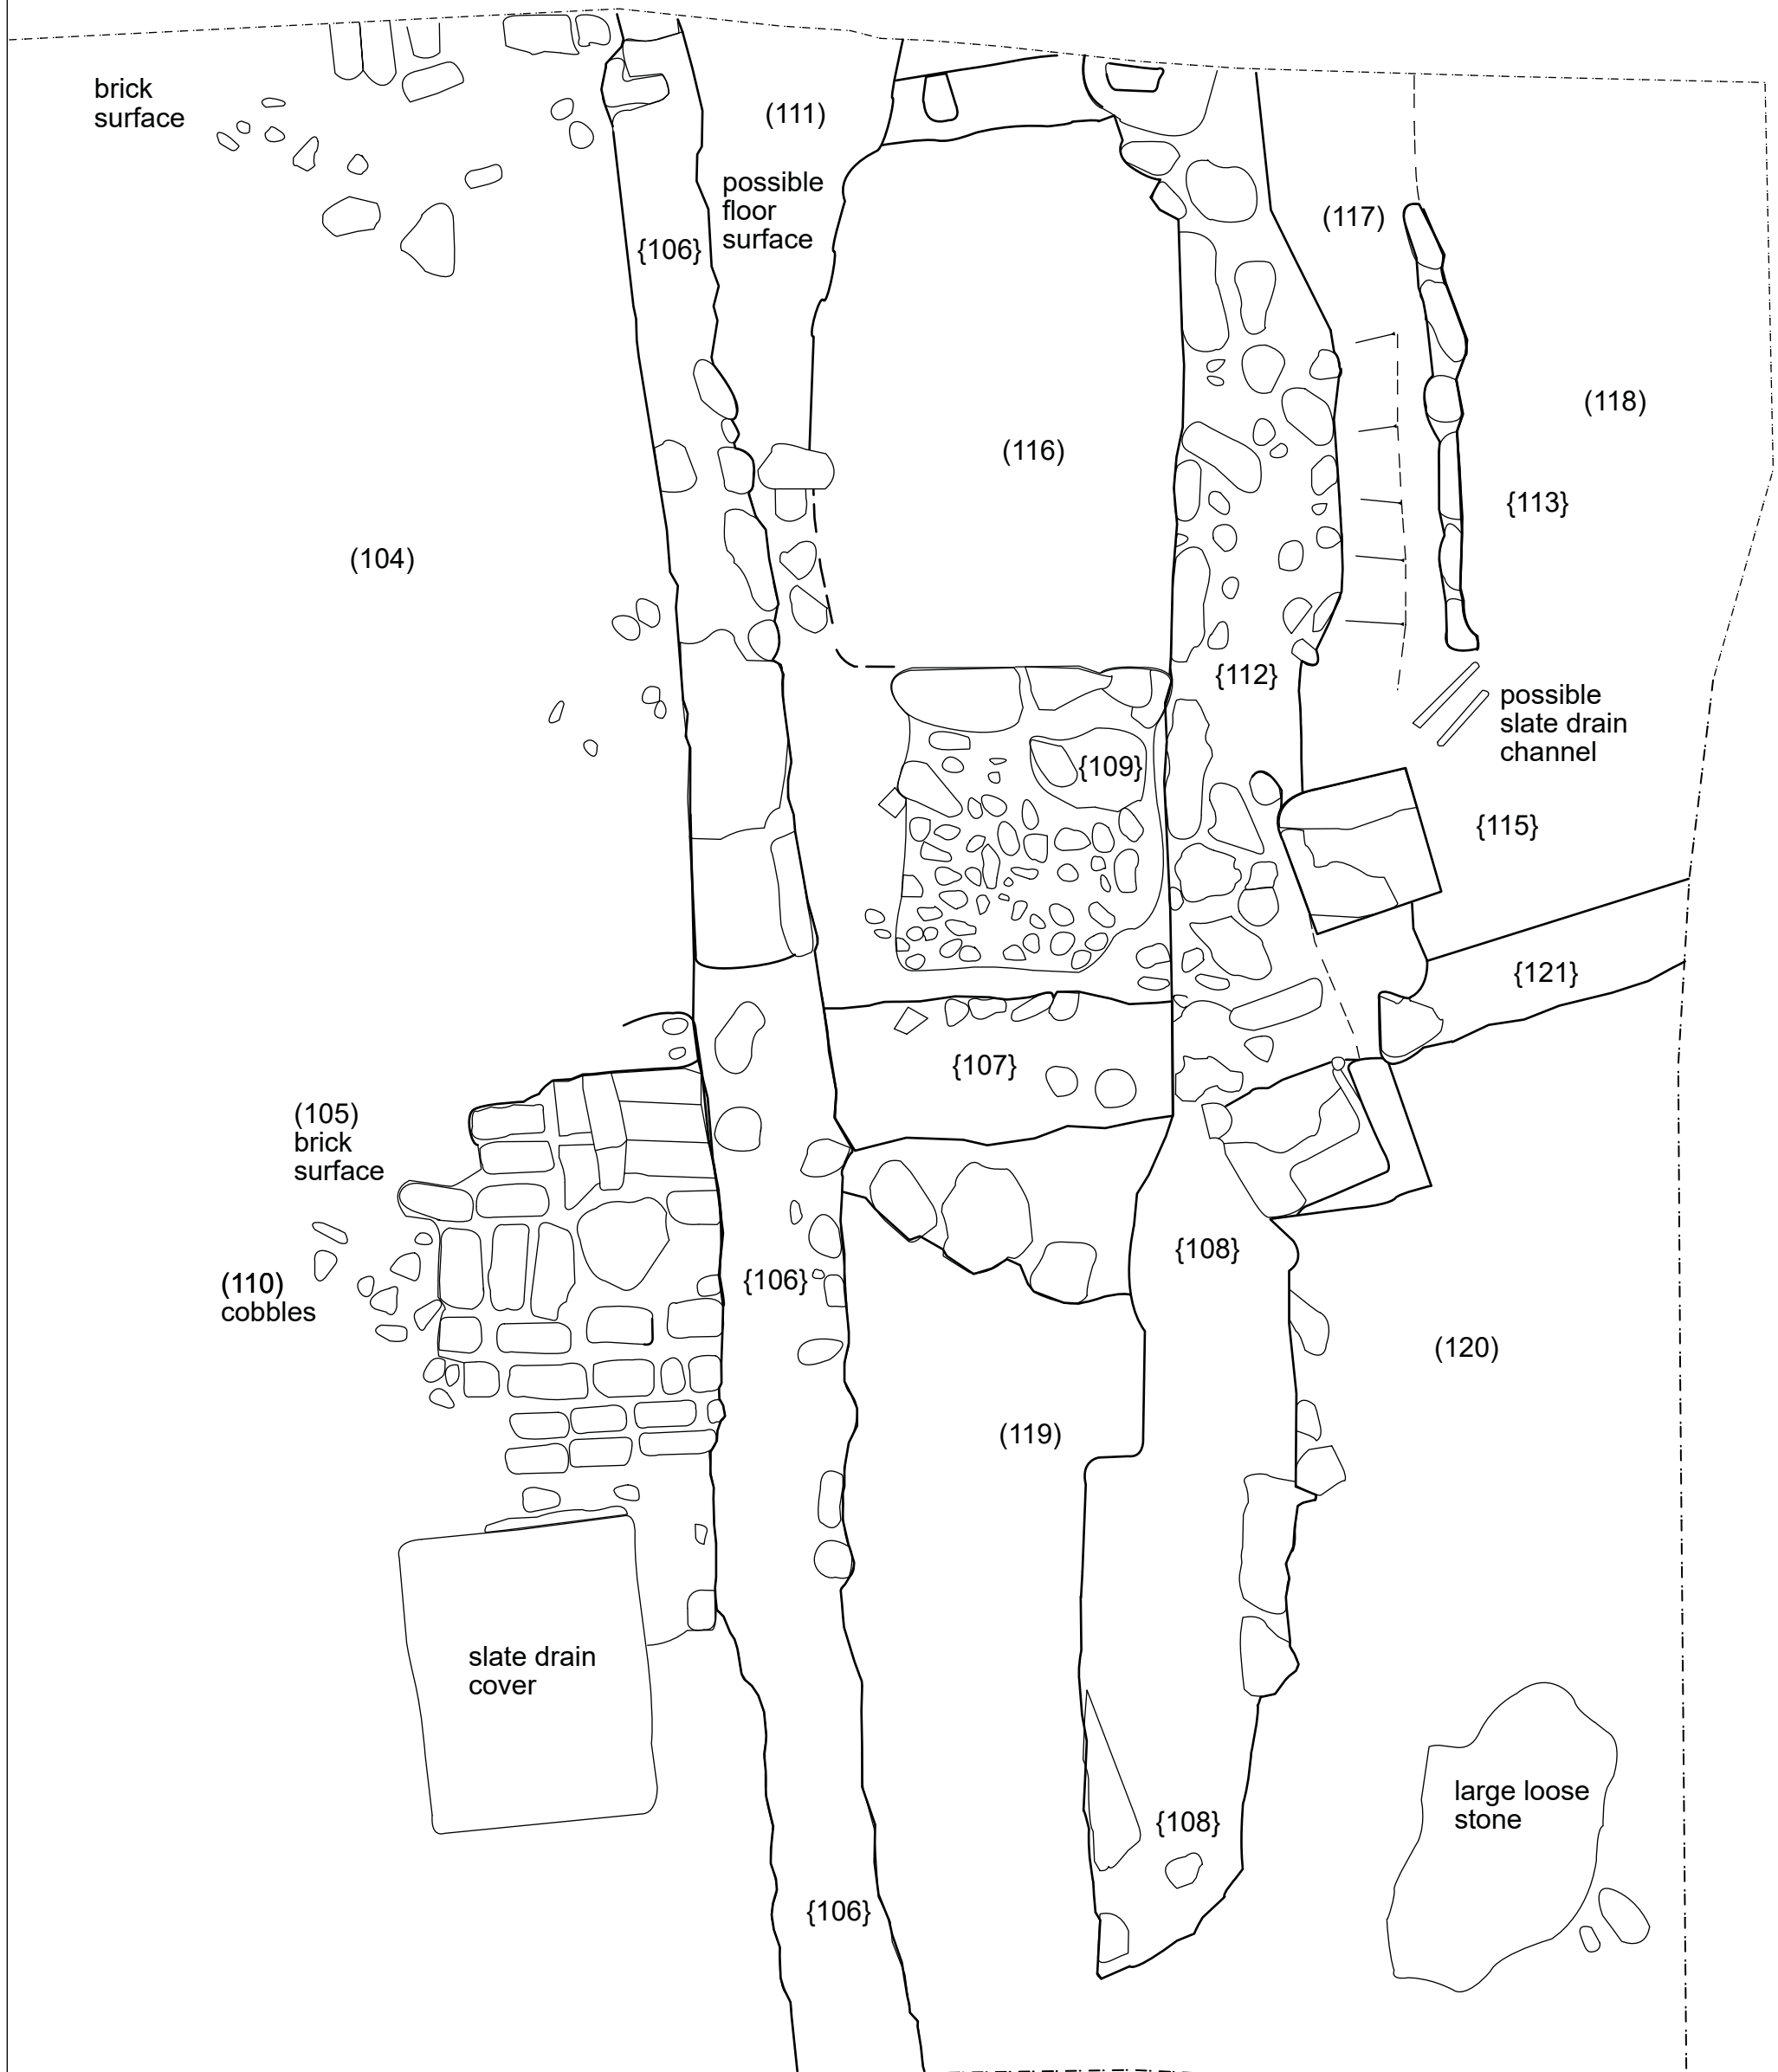 brick
surface
(111)
possible
floor
surface
{106}
(117)
(118)
(116)
{113}
(104)
{112}
possible
slate drain
channel
{109}
{115}
{121}
{107}
(105)
brick
surface
{108}
(110)
cobbles
{106}
(120)
(119)
slate drain
cover
large loose
stone
{108}
{106}